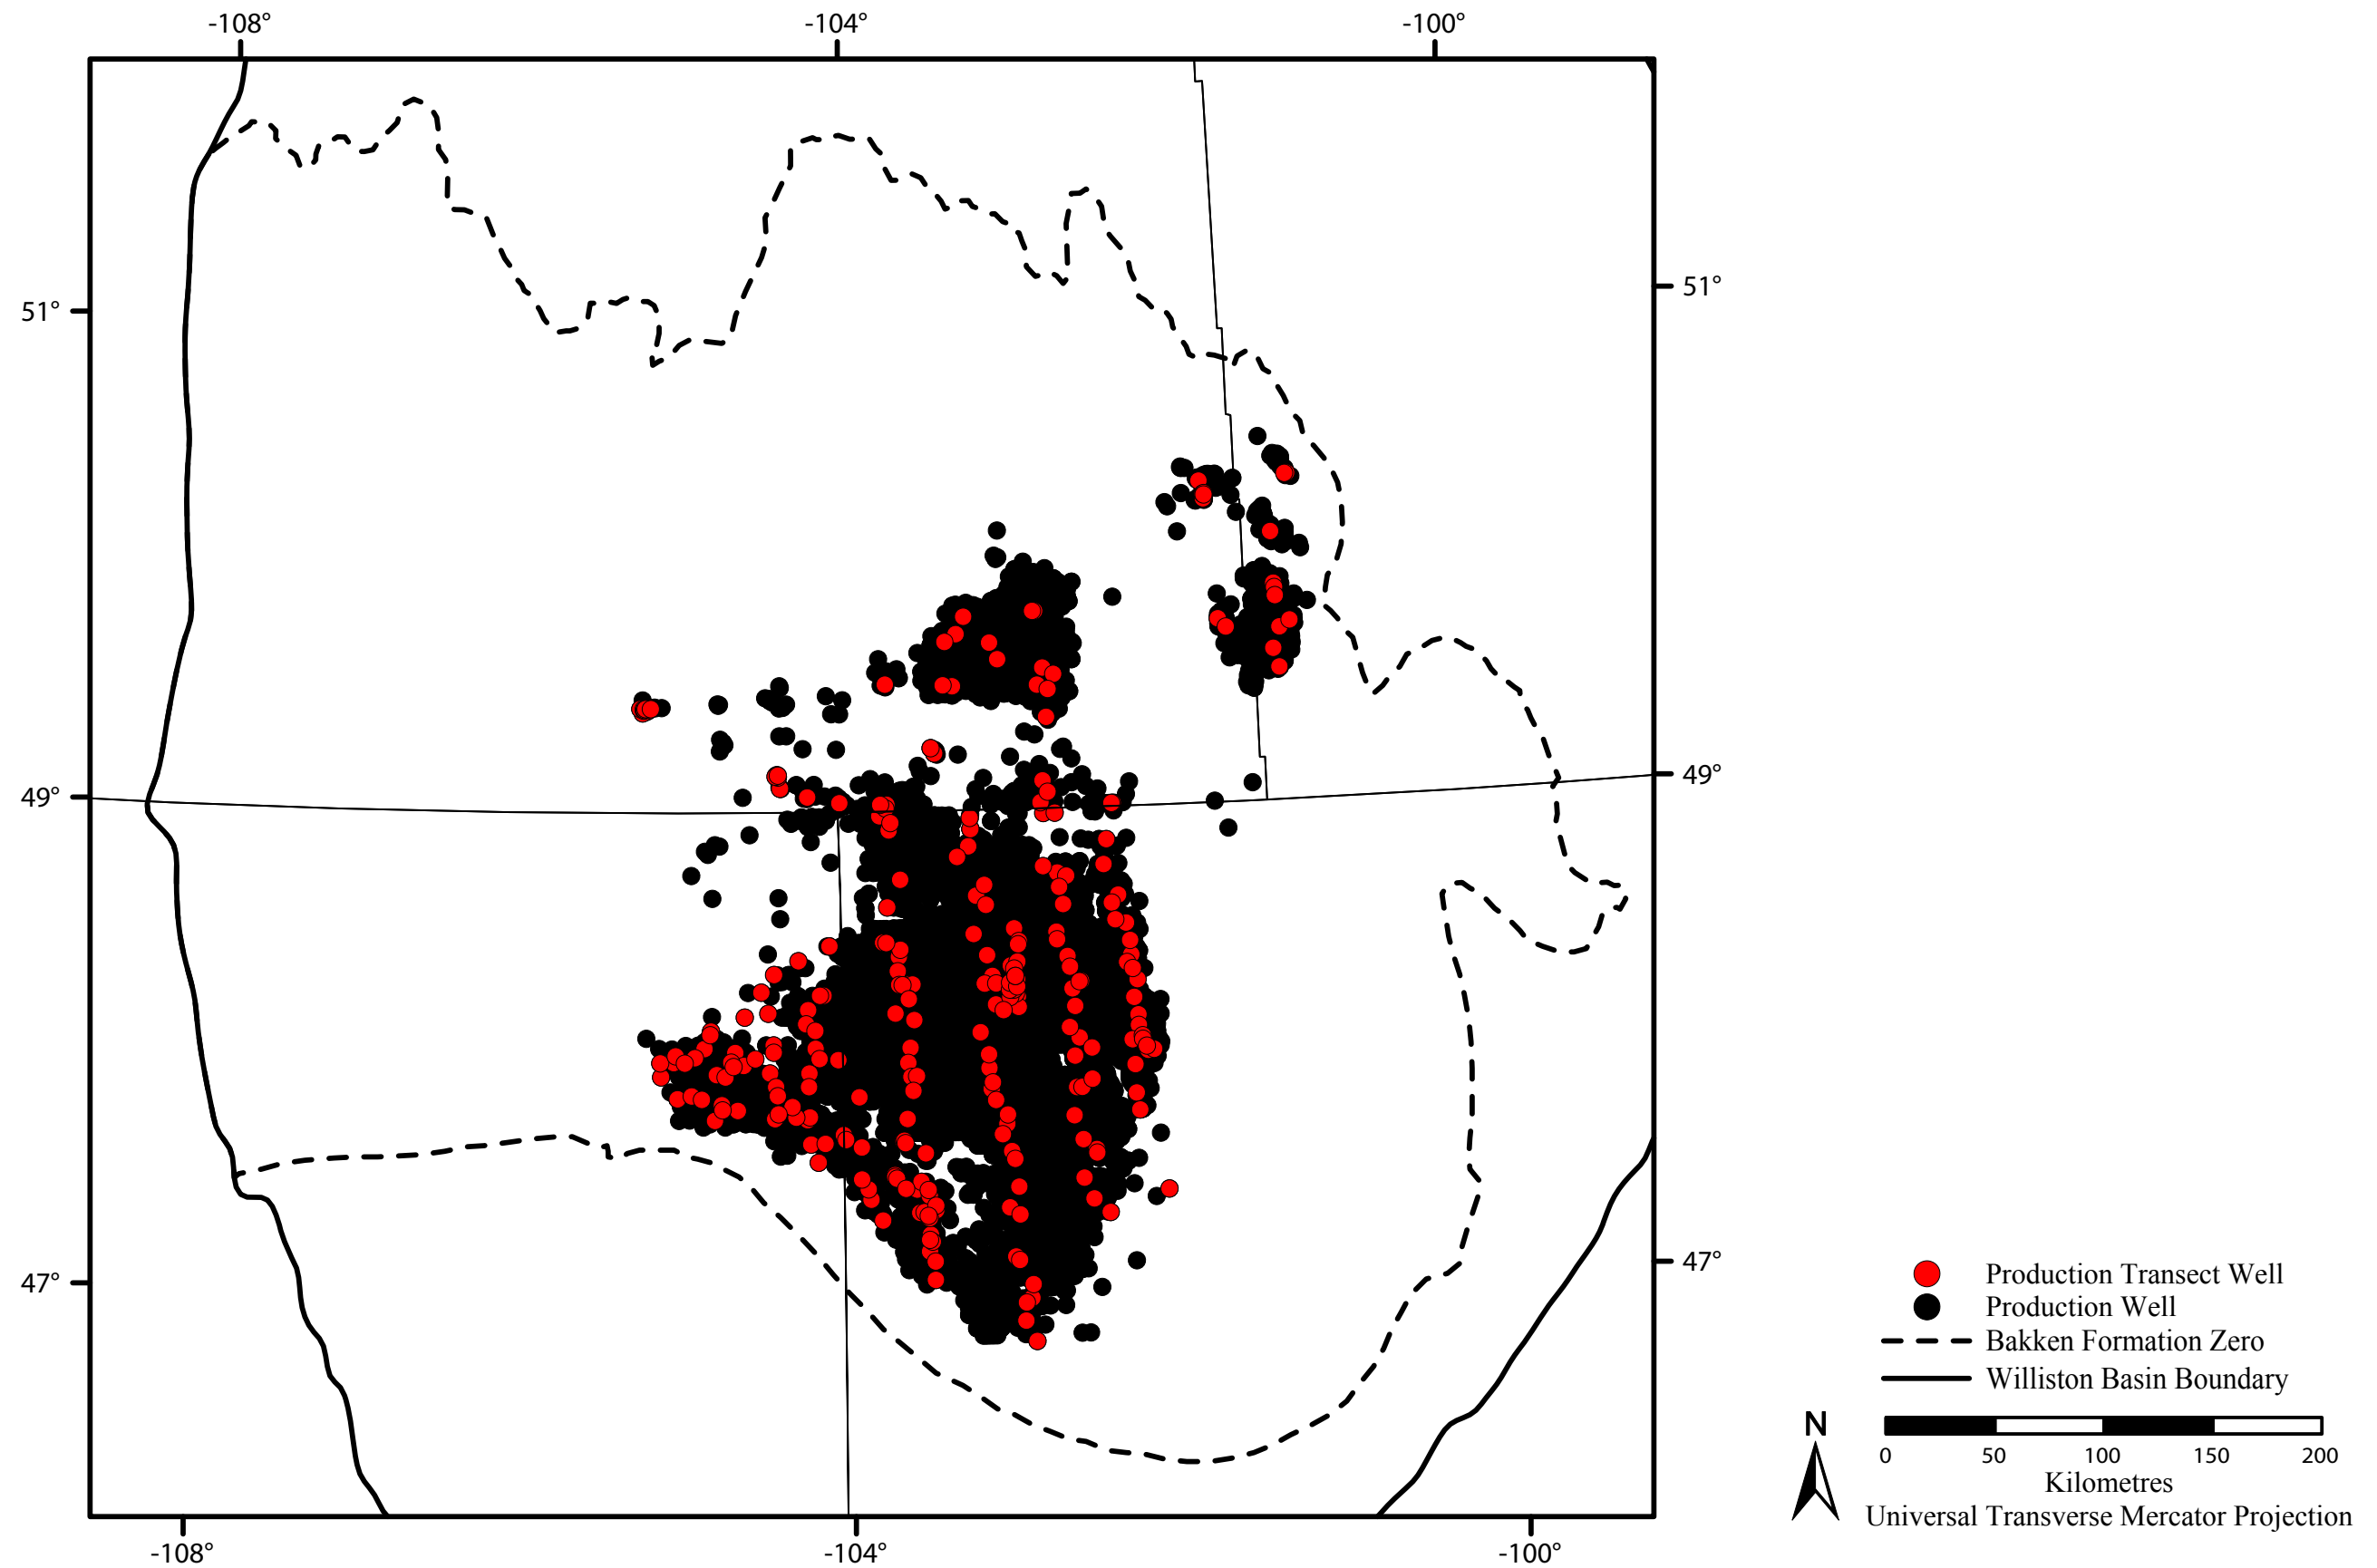 -108°
-104°
-100°
51°
51°
49°
49°
47°
47°
Production Transect Well
Production Well
Bakken Formation Zero
Williston Basin Boundary
N
0 50 100 150 200
Kilometres
Universal Transverse Mercator Projection
-108°
-104°
-100°